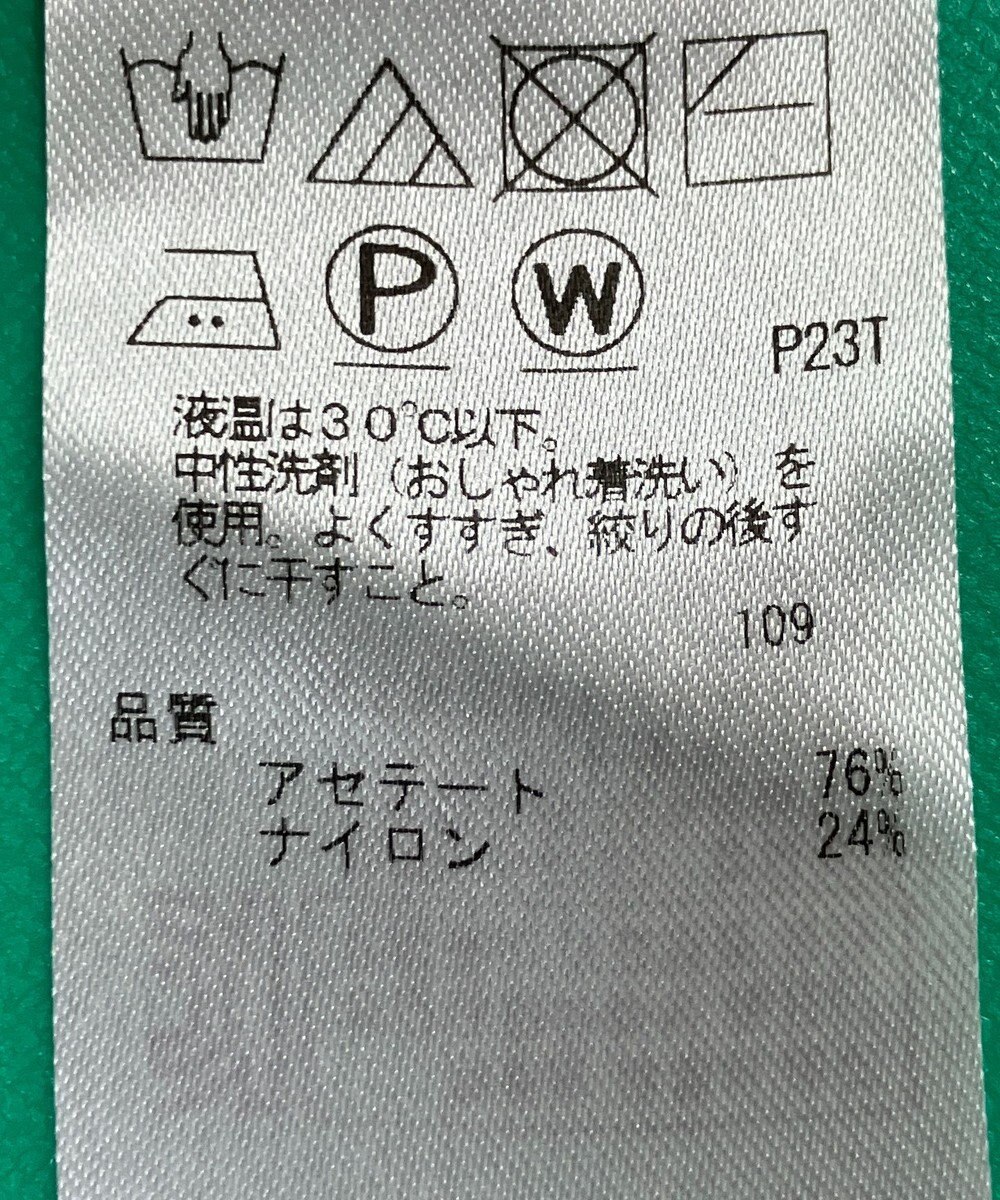 P W P23T
液温は30℃以下。
中性洗剤（おしゃれ着洗い）を
使用。よくすすぎ、絞りの後す
ぐに干すこと。
109
品質
アセテート 76%
ナイロン 24%